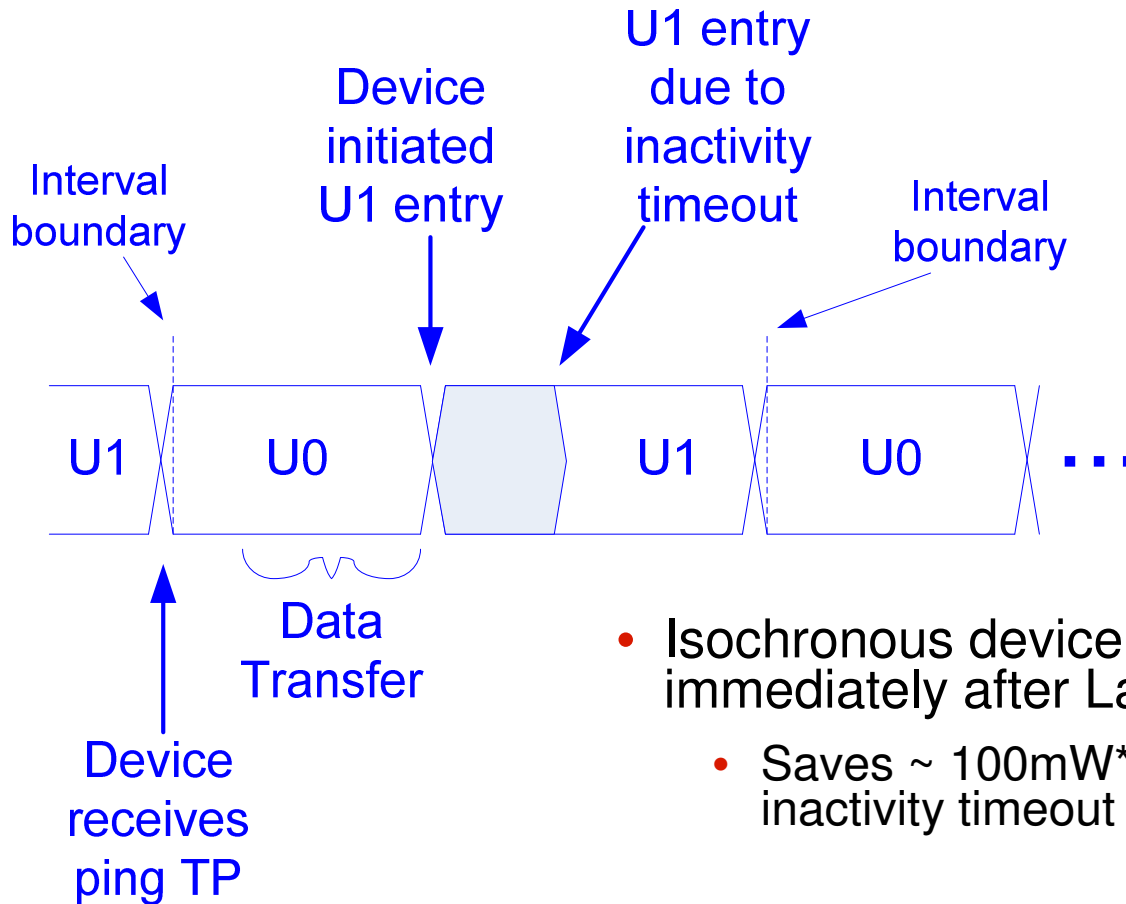 U1 entry
due to
inactivity
timeout
Device
initiated
U1 entry
Interval
boundary
Interval
boundary
U1
U0
U1
U0
...
Data
Transfer
Device
receives
ping TP
• Isochronous device
immediately after La
• Saves ~ 100mW*
inactivity timeout